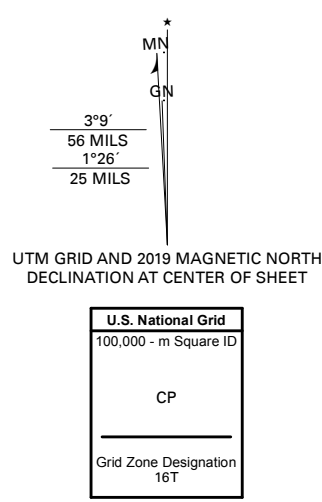 ★
MN
GN
3°9´
56 MILS
1°26´
25 MILS
UTM GRID AND 2019 MAGNETIC NORTH
DECLINATION AT CENTER OF SHEET
U.S. National Grid
100,000 - m Square ID
CP
Grid Zone Designation
16T